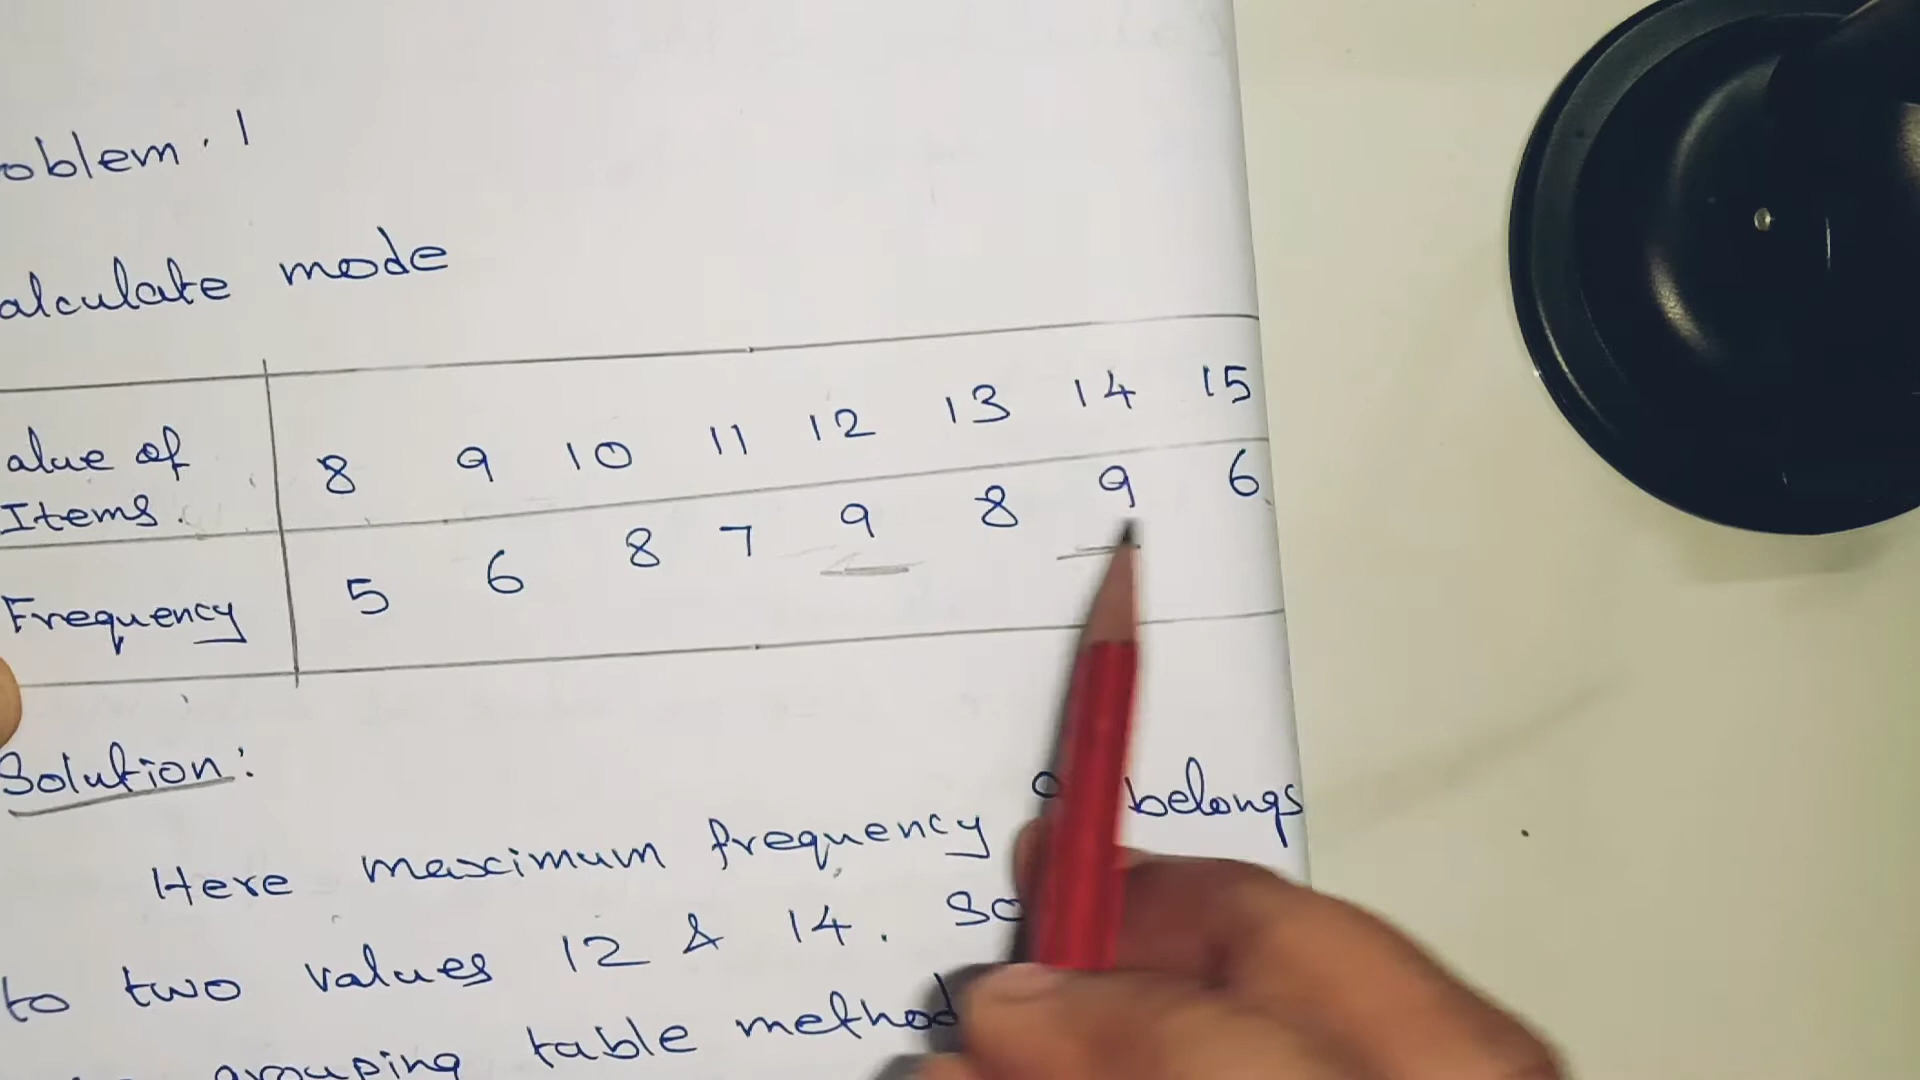 oblem. 1
alculate mode
alue of Items. 8 9 10 11 12 13 14 15
Frequency 5 6 8 7 9 8 9 6
Solution:
Here maximum frequency belongs
to two values 12 & 14. So
grouping table method